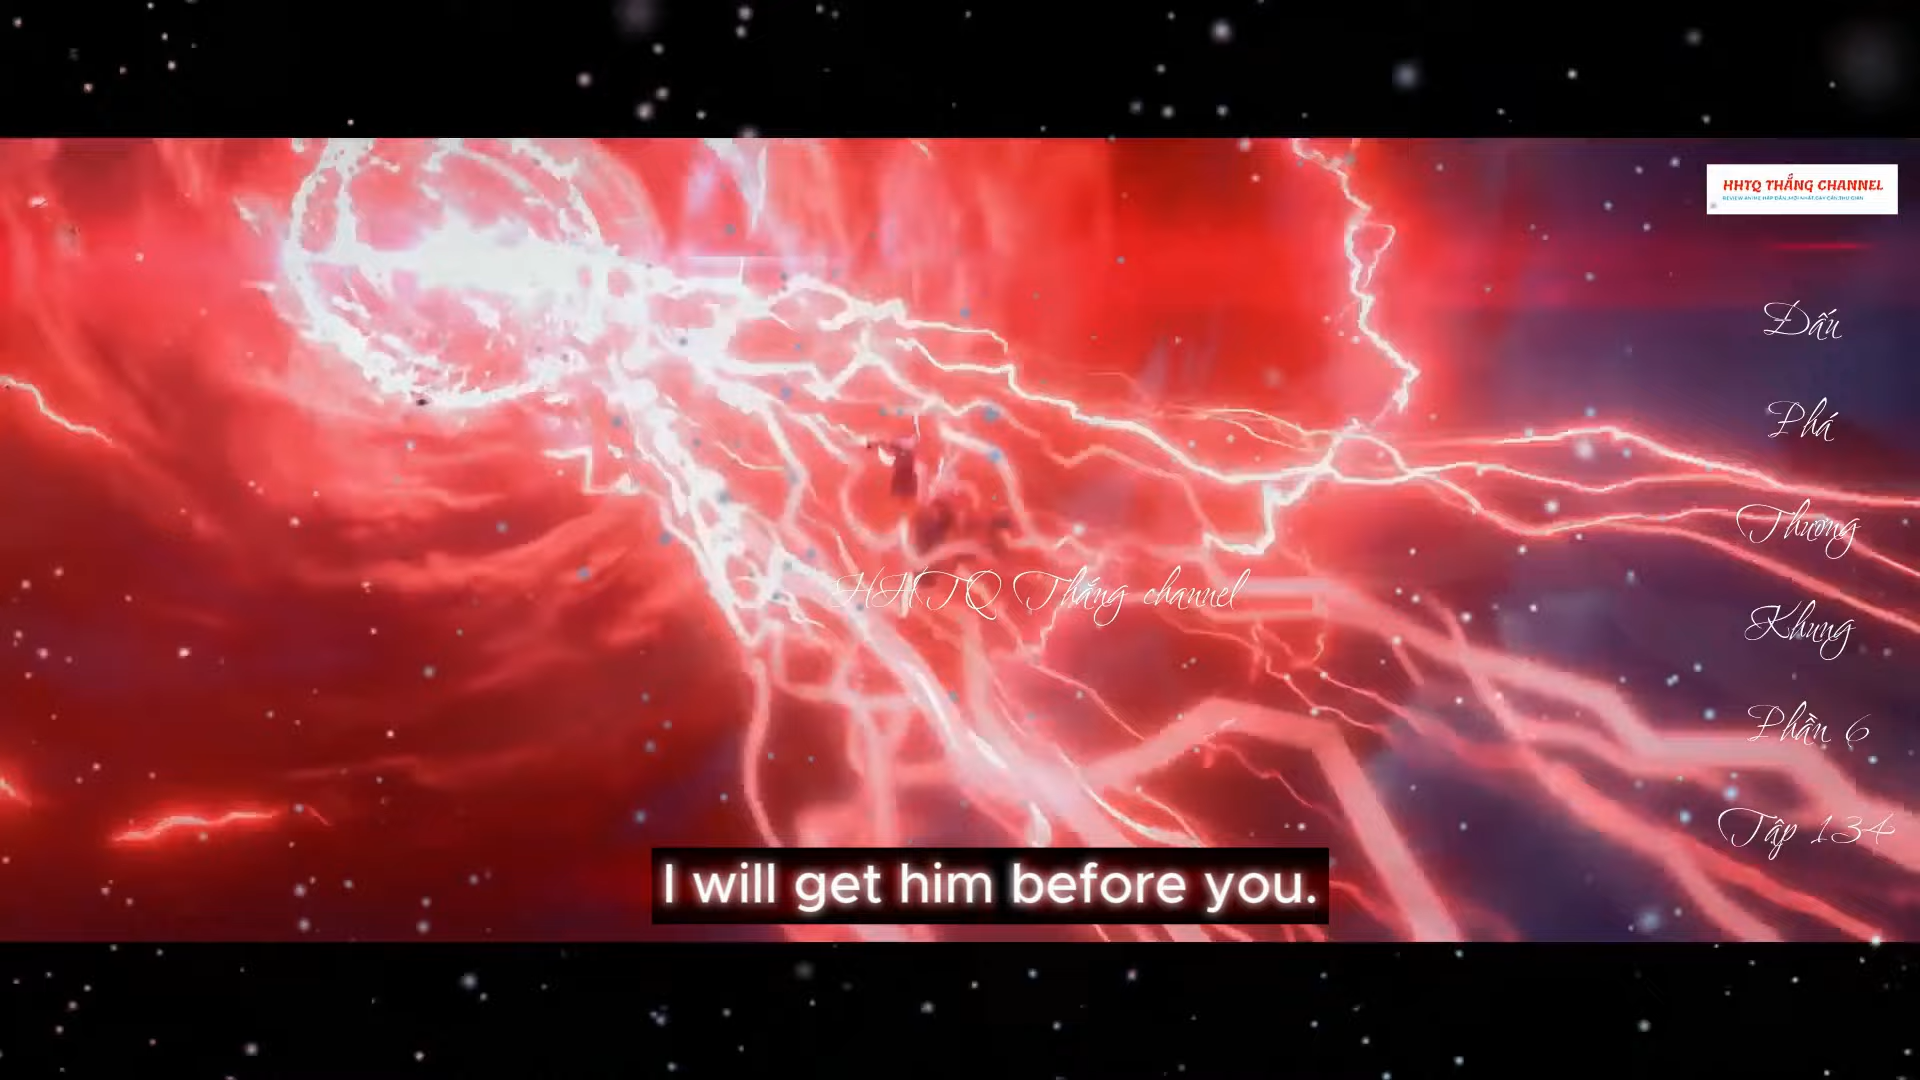 HHTQ THẮNG CHANNEL
Đấu
Phá
Thương
Khung
Phần 6
Tập 134
HHTQ Thắng channel
I will get him before you.